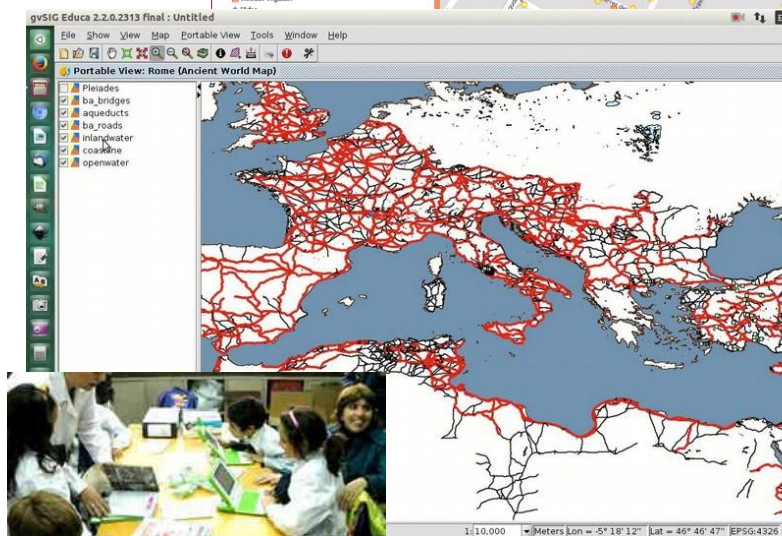 gvSIG Educa 2.2.0.2313 final : Untitled
File Show View Map Portable View Tools Window Help
Portable View: Rome (Ancient World Map)
Pleiades
ba_bridges
aqueducts
ba_roads
inlandwater
openwater
1: 10,000 Meters Lon = -5° 18' 12" Lat = 46° 46' 47" EPSG:4326